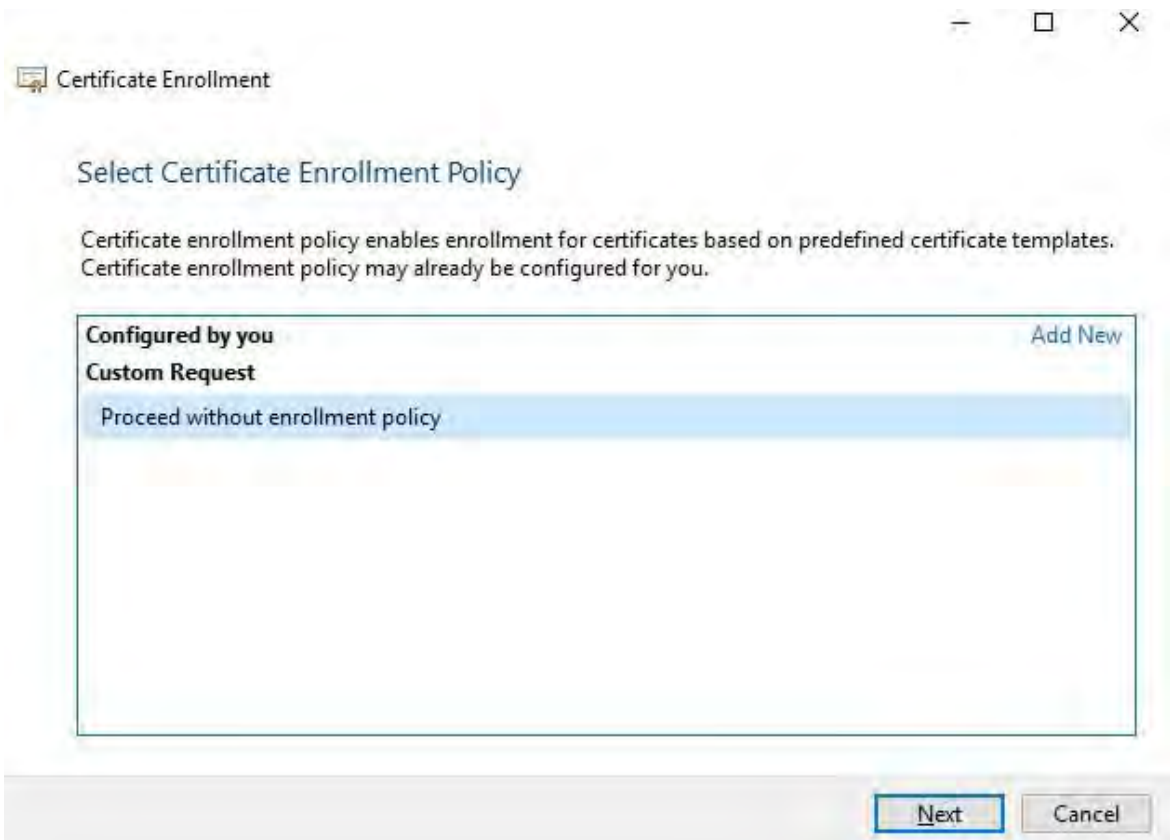 Certificate Enrollment
Select Certificate Enrollment Policy
Certificate enrollment policy enables enrollment for certificates based on predefined certificate templates.
Certificate enrollment policy may already be configured for you.
Configured by you Add New
Custom Request
Proceed without enrollment policy
Next Cancel